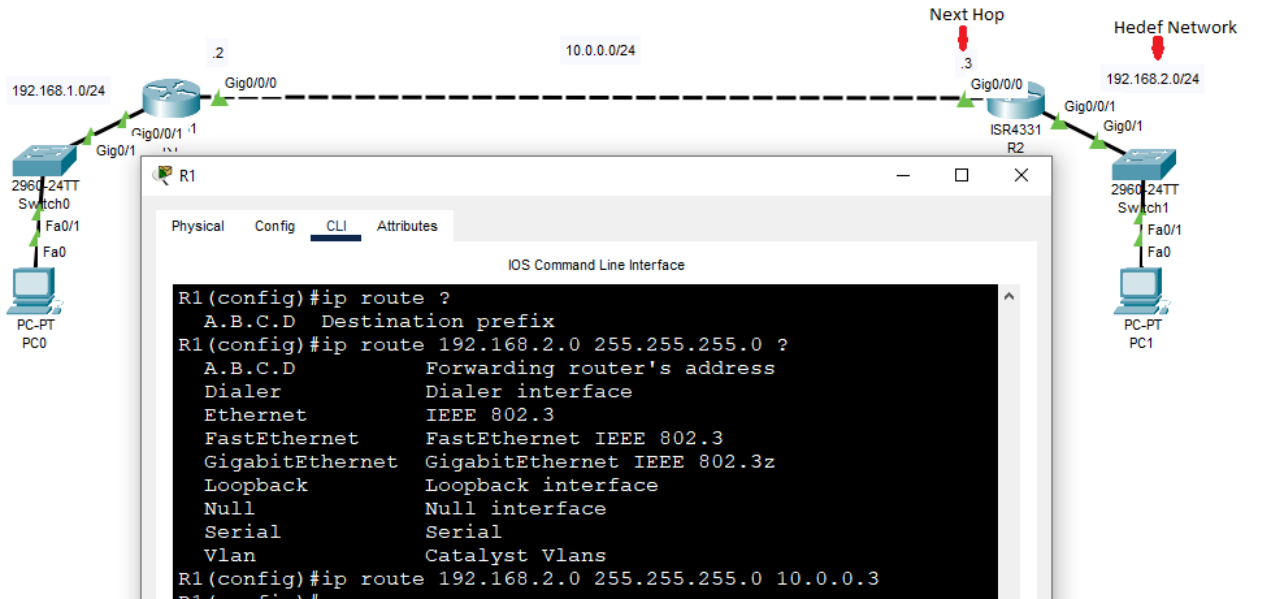 Next Hop
Hedef Network
.2
10.0.0.0/24
.3
192.168.1.0/24
Gig0/0/0
Gig0/0/0
192.168.2.0/24
Gig0/0/1
Gig0/0/1
.1
Gig0/1
ISR4331
R2
Gig0/1
2960-24TT
Switch0
Fa0/1
Fa0
PC-PT
PC0
2960-24TT
Switch1
Fa0/1
Fa0
PC-PT
PC1
R1
Physical Config CLI Attributes
IOS Command Line Interface
R1(config)#ip route ?
A.B.C.D Destination prefix
R1(config)#ip route 192.168.2.0 255.255.255.0 ?
A.B.C.D Forwarding router's address
Dialer Dialer interface
Ethernet IEEE 802.3
FastEthernet FastEthernet IEEE 802.3
GigabitEthernet GigabitEthernet IEEE 802.3z
Loopback Loopback interface
Null Null interface
Serial Serial
Vlan Catalyst Vlans
R1(config)#ip route 192.168.2.0 255.255.255.0 10.0.0.3